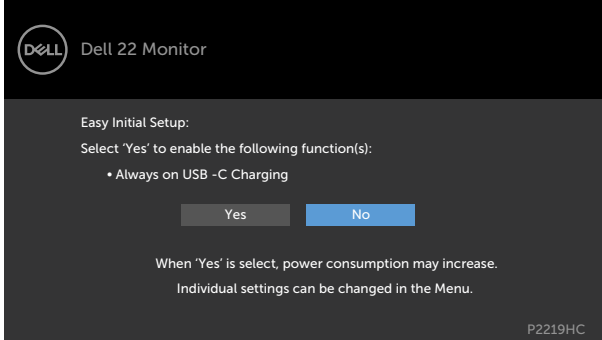 DELL Dell 22 Monitor
Easy Initial Setup:
Select ‘Yes’ to enable the following function(s):
• Always on USB -C Charging
Yes No
When ‘Yes’ is select, power consumption may increase.
Individual settings can be changed in the Menu.
P2219HC